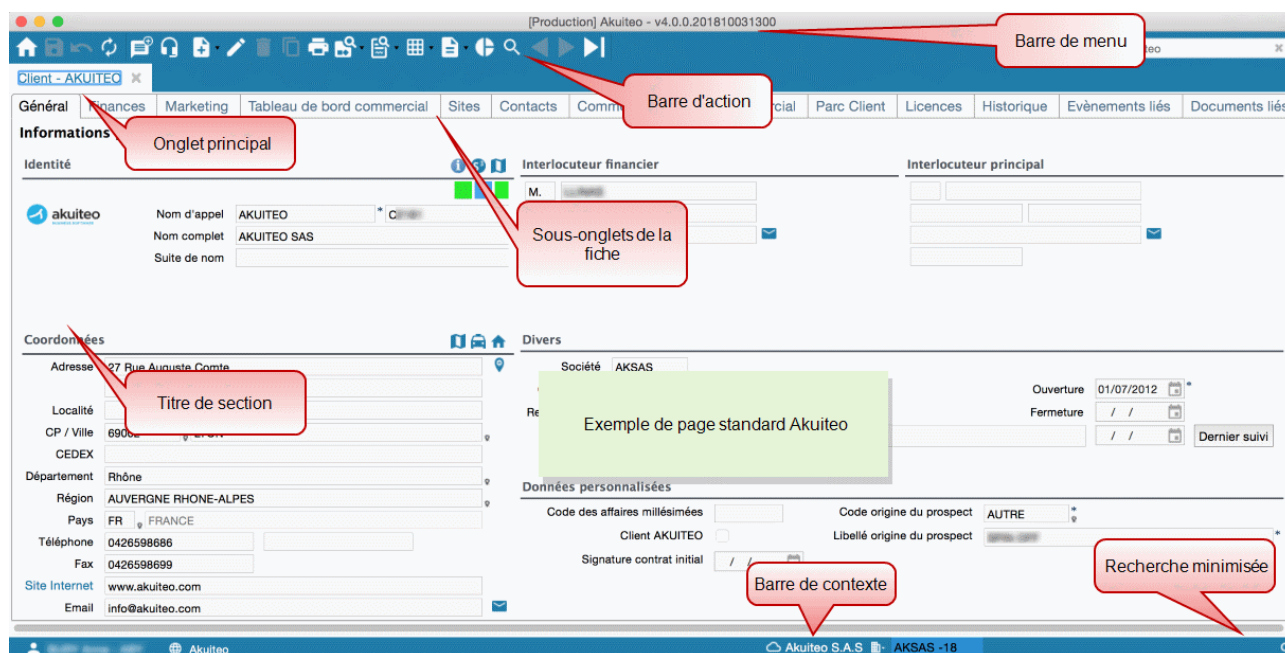 [Production] Akuiteo - v4.0.0.201810031300
Barre de menu
Client - AKUITEO
Barre d'action
Général Finances Marketing Tableau de bord commercial Sites Contacts Parc Client Licences Historique Evènements liés Documents liés
Onglet principal
Informations
Identité
Interlocuteur financier
Interlocuteur principal
M.
akuiteo
Nom d'appel AKUITEO *
Nom complet AKUITEO SAS
Suite de nom
Sous-onglets de la fiche
Coordonnées
Divers
Adresse 27 Rue Auguste Comte
Société AKSAS
Titre de section
Exemple de page standard Akuiteo
Ouverture 01/07/2012 *
Localité
Fermeture / /
CP / Ville
/ / Dernier suivi
CEDEX
Département Rhône
Données personnalisées
Région AUVERGNE RHONE-ALPES
Code des affaires millésimées
Code origine du prospect AUTRE *
Pays FR FRANCE
Client AKUITEO
Libellé origine du prospect *
Téléphone 0426598686
Signature contrat initial / /
Fax 0426598699
Site Internet www.akuiteo.com
Email info@akuiteo.com
Barre de contexte
Recherche minimisée
Akuiteo
Akuiteo S.A.S
AKSAS -18